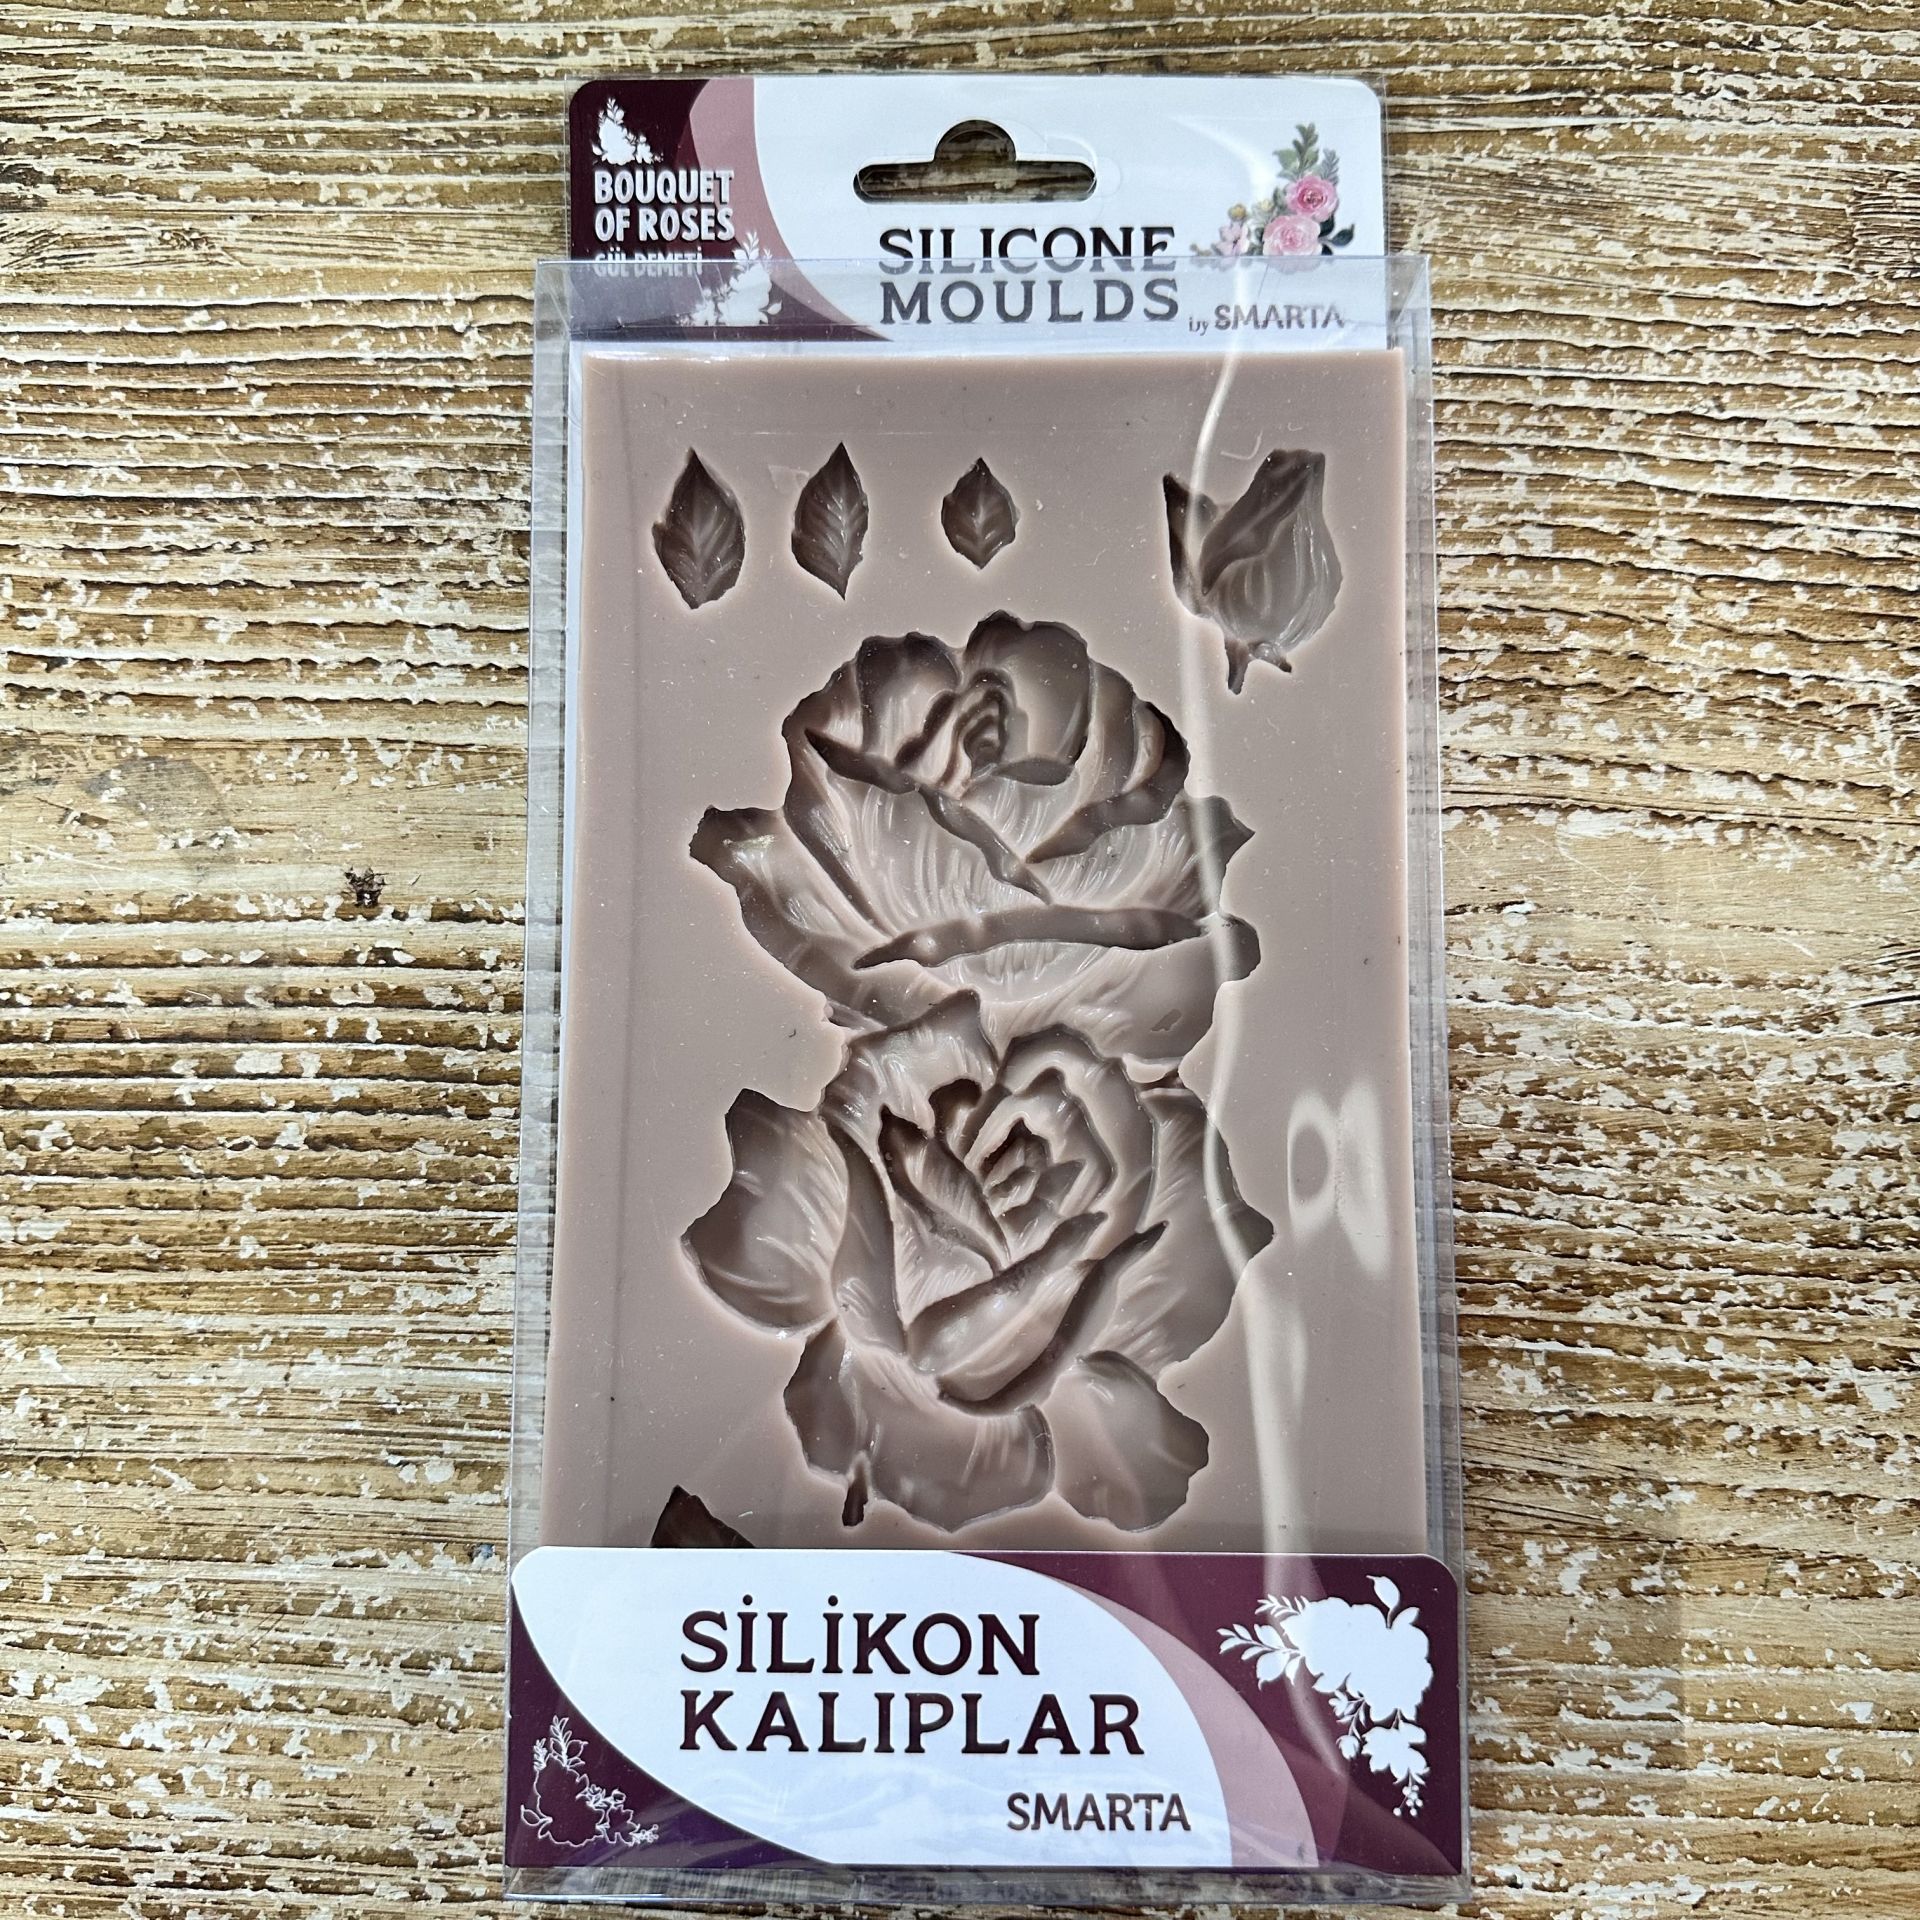 BOUQUET
OF ROSES
GÜL DEMETİ
SILICONE
MOULDS by SMARTA
SİLİKON
KALIPLAR
SMARTA